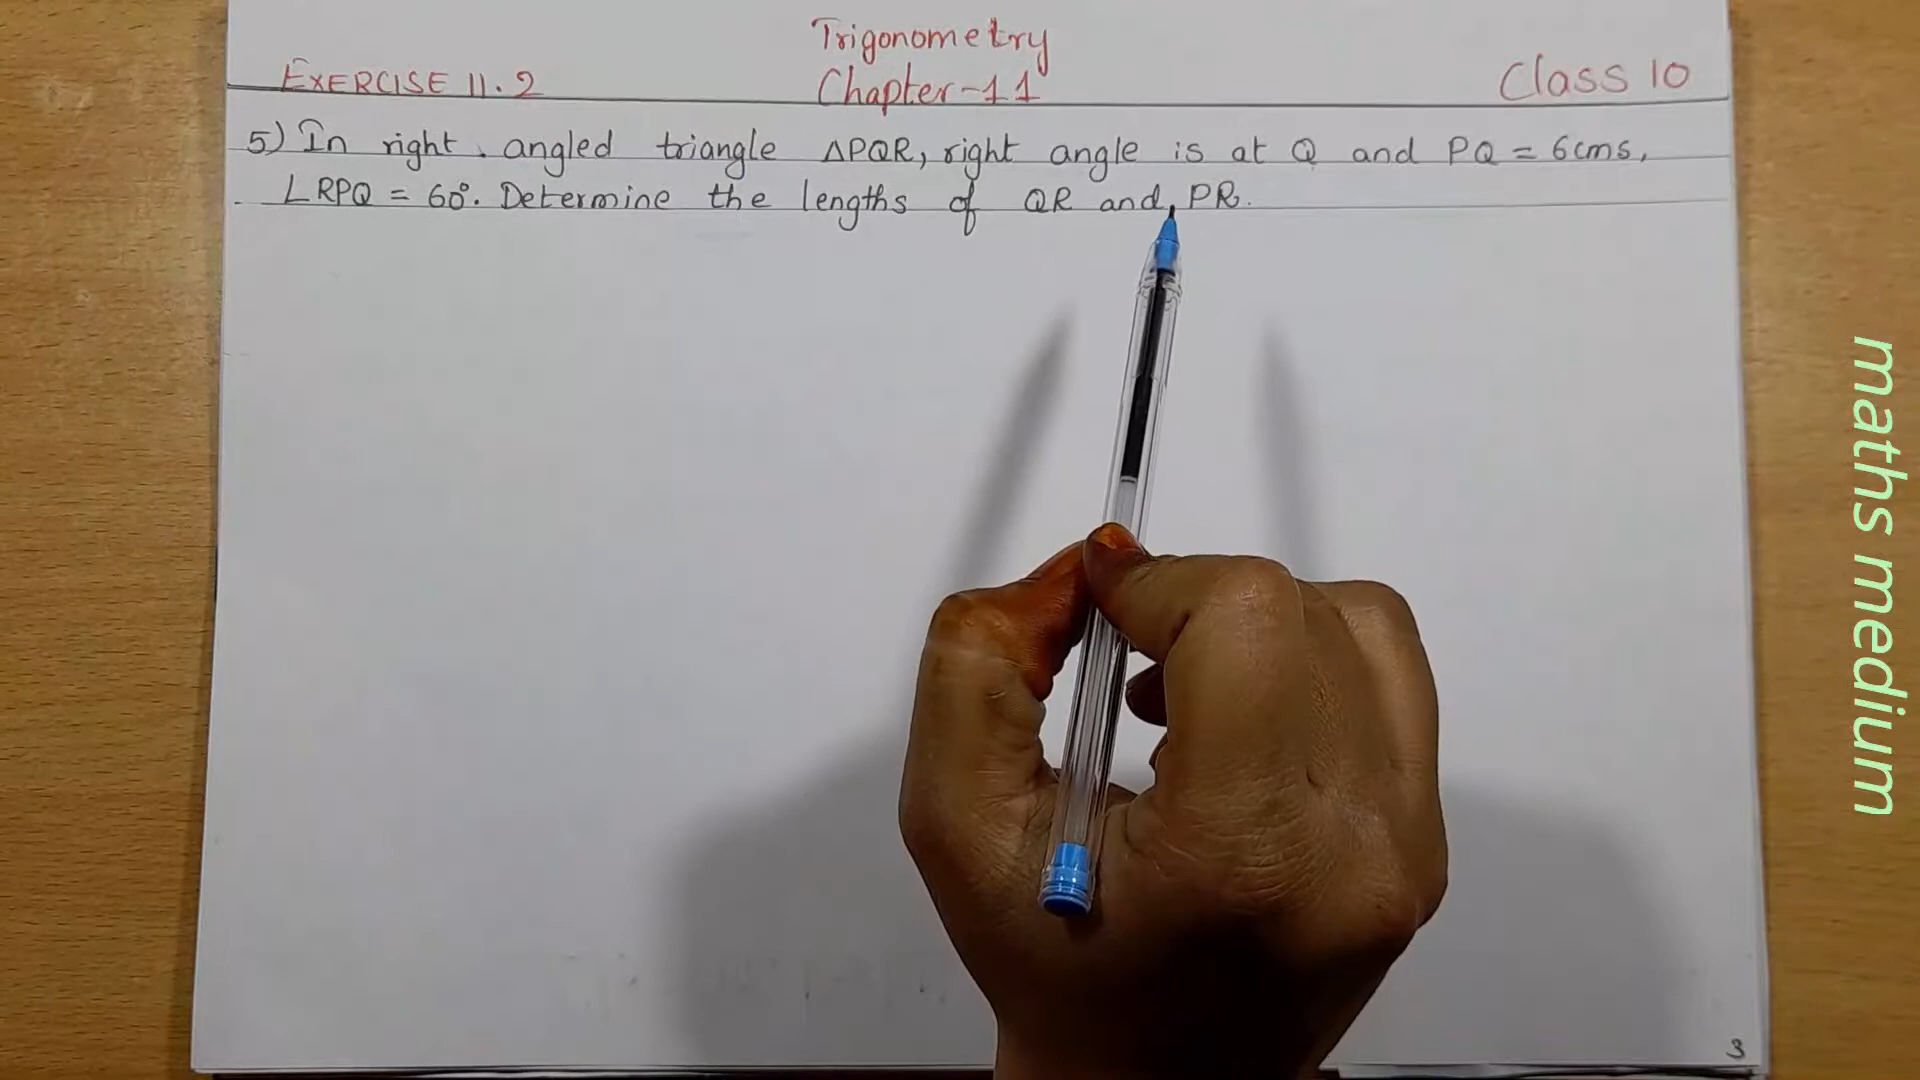 Trigonometry
EXERCISE 11.2 Chapter-11 Class 10
5) In right angled triangle ΔPQR, right angle is at Q and PQ = 6cms,
∠RPQ = 60°. Determine the lengths of QR and PR.
maths medium
3